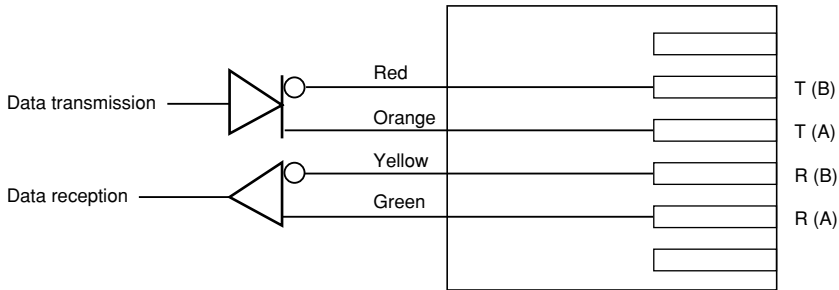 Red
T (B)
Data transmission
Orange
T (A)
Yellow
R (B)
Data reception
Green
R (A)